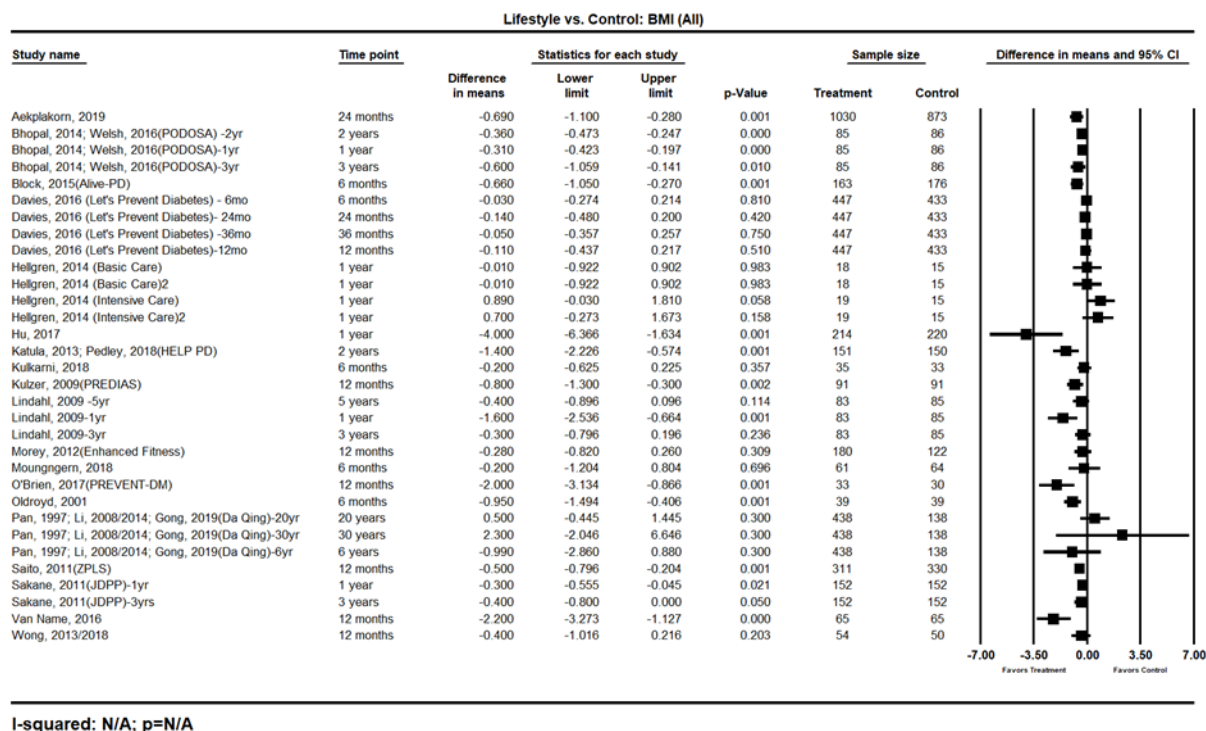 Lifestyle vs. Control: BMI (All)
Study name Time point Statistics for each study Sample size Difference in means and 95% CI
Difference in means Lower limit Upper limit p-Value Treatment Control
Aekplakorn, 2019 24 months -0.690 -1.100 -0.280 0.001 1030 873
Bhopal, 2014; Welsh, 2016(PODOSA) -2yr 2 years -0.360 -0.473 -0.247 0.000 85 86
Bhopal, 2014; Welsh, 2016(PODOSA)-1yr 1 year -0.310 -0.423 -0.197 0.000 85 86
Bhopal, 2014; Welsh, 2016(PODOSA)-3yr 3 years -0.600 -1.059 -0.141 0.010 85 86
Block, 2015(Alive-PD) 6 months -0.660 -1.050 -0.270 0.001 163 176
Davies, 2016 (Let's Prevent Diabetes) - 6mo 6 months -0.030 -0.274 0.214 0.810 447 433
Davies, 2016 (Let's Prevent Diabetes)- 24mo 24 months -0.140 -0.480 0.200 0.420 447 433
Davies, 2016 (Let's Prevent Diabetes) -36mo 36 months -0.050 -0.357 0.257 0.750 447 433
Davies, 2016 (Let's Prevent Diabetes)-12mo 12 months -0.110 -0.437 0.217 0.510 447 433
Hellgren, 2014 (Basic Care) 1 year -0.010 -0.922 0.902 0.983 18 15
Hellgren, 2014 (Basic Care)2 1 year -0.010 -0.922 0.902 0.983 18 15
Hellgren, 2014 (Intensive Care) 1 year 0.890 -0.030 1.810 0.058 19 15
Hellgren, 2014 (Intensive Care)2 1 year 0.700 -0.273 1.673 0.158 19 15
Hu, 2017 1 year -4.000 -6.366 -1.634 0.001 214 220
Katula, 2013; Pedley, 2018(HELP PD) 2 years -1.400 -2.226 -0.574 0.001 151 150
Kulkarni, 2018 6 months -0.200 -0.625 0.225 0.357 35 33
Kulzer, 2009(PREDIAS) 12 months -0.800 -1.300 -0.300 0.002 91 91
Lindahl, 2009 -5yr 5 years -0.400 -0.896 0.096 0.114 83 85
Lindahl, 2009-1yr 1 year -1.600 -2.536 -0.664 0.001 83 85
Lindahl, 2009-3yr 3 years -0.300 -0.796 0.196 0.236 83 85
Morey, 2012(Enhanced Fitness) 12 months -0.280 -0.820 0.260 0.309 180 122
Moungngern, 2018 6 months -0.200 -1.204 0.804 0.696 61 64
O'Brien, 2017(PREVENT-DM) 12 months -2.000 -3.134 -0.866 0.001 33 30
Oldroyd, 2001 6 months -0.950 -1.494 -0.406 0.001 39 39
Pan, 1997; Li, 2008/2014; Gong, 2019(Da Qing)-20yr 20 years 0.500 -0.445 1.445 0.300 438 138
Pan, 1997; Li, 2008/2014; Gong, 2019(Da Qing)-30yr 30 years 2.300 -2.046 6.646 0.300 438 138
Pan, 1997; Li, 2008/2014; Gong, 2019(Da Qing)-6yr 6 years -0.990 -2.860 0.880 0.300 438 138
Saito, 2011(ZPLS) 12 months -0.500 -0.796 -0.204 0.001 311 330
Sakane, 2011(JDPP)-1yr 1 year -0.300 -0.555 -0.045 0.021 152 152
Sakane, 2011(JDPP)-3yrs 3 years -0.400 -0.800 0.000 0.050 152 152
Van Name, 2016 12 months -2.200 -3.273 -1.127 0.000 65 65
Wong, 2013/2018 12 months -0.400 -1.016 0.216 0.203 54 50
-7.00 -3.50 0.00 3.50 7.00
Favors Treatment Favors Control
I-squared: N/A; p=N/A